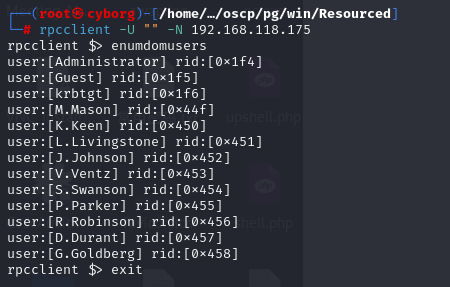 (root㉿cyborg)-[/home/…/oscp/pg/win/Resourced]
# rpcclient -U "" -N 192.168.118.175
rpcclient $> enumdomusers
user:[Administrator] rid:[0×1f4]
user:[Guest] rid:[0×1f5]
user:[krbtgt] rid:[0×1f6]
user:[M.Mason] rid:[0×44f]
user:[K.Keen] rid:[0×450]
user:[L.Livingstone] rid:[0×451]
user:[J.Johnson] rid:[0×452]
user:[V.Ventz] rid:[0×453]
user:[S.Swanson] rid:[0×454]
user:[P.Parker] rid:[0×455]
user:[R.Robinson] rid:[0×456]
user:[D.Durant] rid:[0×457]
user:[G.Goldberg] rid:[0×458]
rpcclient $> exit
upshell.php